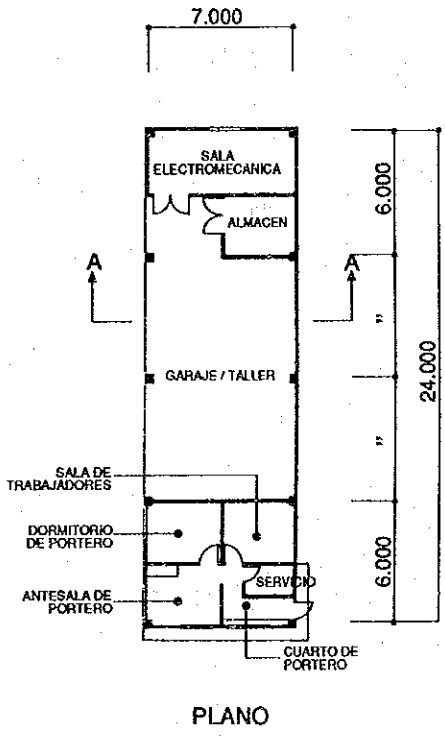 7.000
SALA
ELECTROMECANICA
ALMACEN
6.000
A
A
"
GARAJE / TALLER
24.000
"
SALA DE
TRABAJADORES
DORMITORIO
DE PORTERO
SERVICIO
6.000
ANTESALA DE
PORTERO
CUARTO DE
PORTERO
PLANO